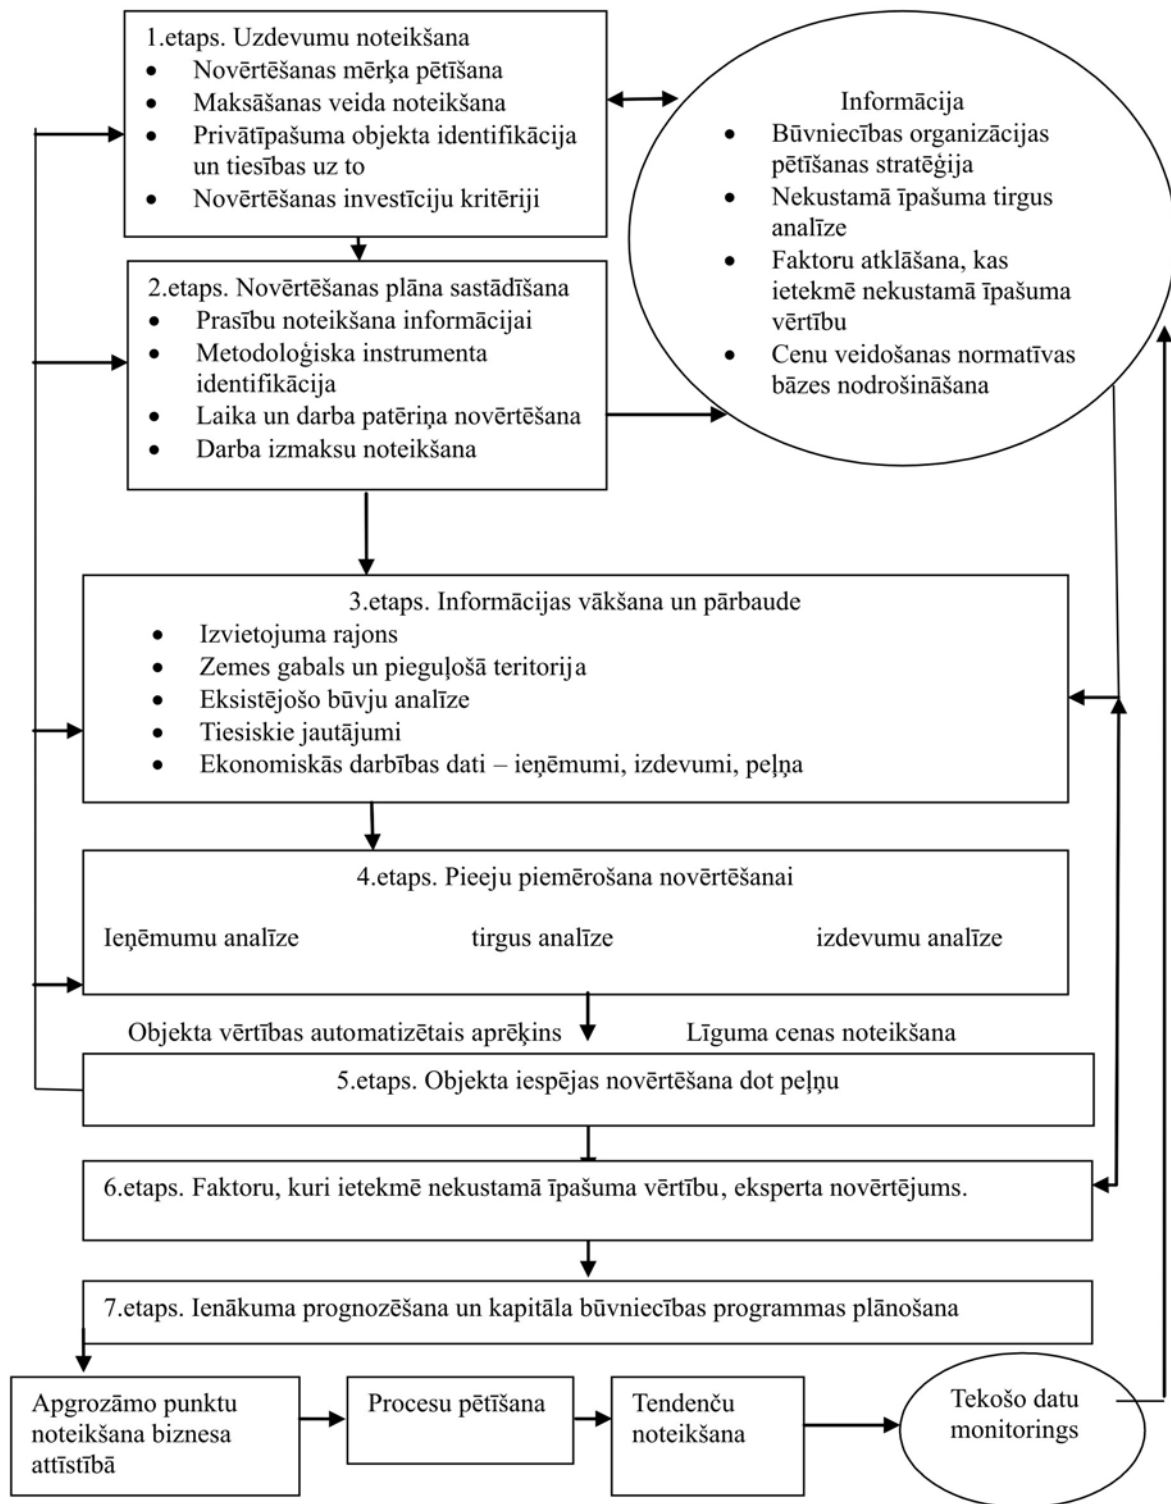 1.etaps. Uzdevumu noteikšana
• Novērtēšanas mērķa pētīšana
• Maksāšanas veida noteikšana
• Privātīpašuma objekta identifikācija
un tiesības uz to
• Novērtēšanas investīciju kritēriji
Informācija
• Būvniecības organizācijas
pētīšanas stratēģija
• Nekustamā īpašuma tirgus
analīze
• Faktoru atklāšana, kas
ietekmē nekustamā īpašuma
vērtību
• Cenu veidošanas normatīvas
bāzes nodrošināšana
2.etaps. Novērtēšanas plāna sastādīšana
• Prasību noteikšana informācijai
• Metodoloģiska instrumenta
identifikācija
• Laika un darba patēriņa novērtēšana
• Darba izmaksu noteikšana
3.etaps. Informācijas vākšana un pārbaude
• Izvietojuma rajons
• Zemes gabals un pieguļošā teritorija
• Eksistējošo būvju analīze
• Tiesiskie jautājumi
• Ekonomiskās darbības dati – ieņēmumi, izdevumi, peļņa
4.etaps. Pieeju piemērošana novērtēšanai
Ieņēmumu analīze tirgus analīze izdevumu analīze
Objekta vērtības automatizētais aprēķins Līguma cenas noteikšana
5.etaps. Objekta iespējas novērtēšana dot peļņu
6.etaps. Faktoru, kuri ietekmē nekustamā īpašuma vērtību, eksperta novērtējums.
7.etaps. Ienākuma prognozēšana un kapitāla būvniecības programmas plānošana
Apgrozāmo punktu
noteikšana biznesa
attīstībā
Procesu pētīšana
Tendenču
noteikšana
Tekošo datu
monitorings